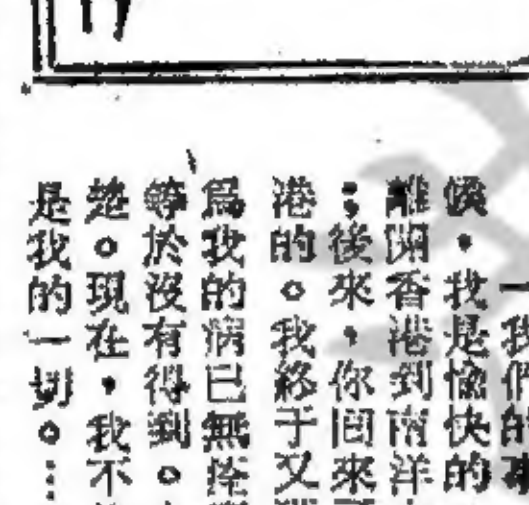 一我們的
候,我是愉快的
離開香港到南洋
;後來,你回來
港的。我終于又
爲我的病已無
等於沒有得到。
。現在,我不
是我的一切。…